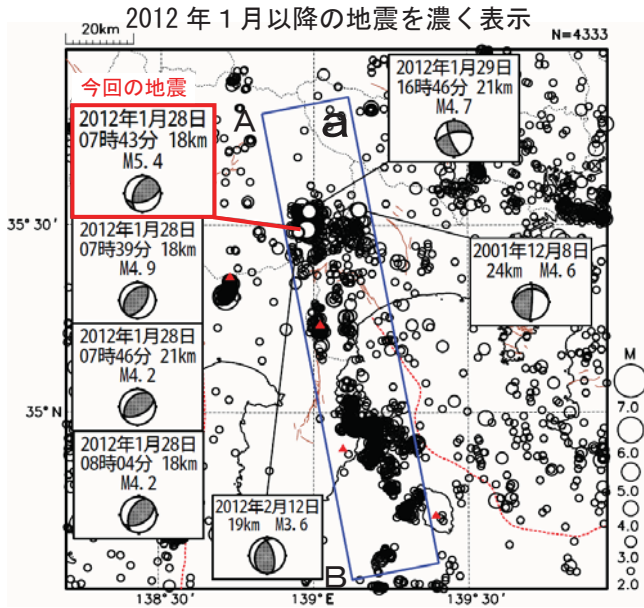 2012年1月以降の地震を濃く表示
20km
N=4333
今回の地震
2012年1月28日
07時43分 18km
M5.4
A
a
2012年1月29日
16時46分 21km
M4.7
35°30′
2012年1月28日
07時39分 18km
M4.9
2001年12月8日
24km M4.6
2012年1月28日
07時46分 21km
M4.2
M
7.0
6.0
5.0
4.0
3.0
2.0
35°N
2012年1月28日
08時04分 18km
M4.2
2012年2月12日
19km M3.6
B
138°30′
139°E
139°30′